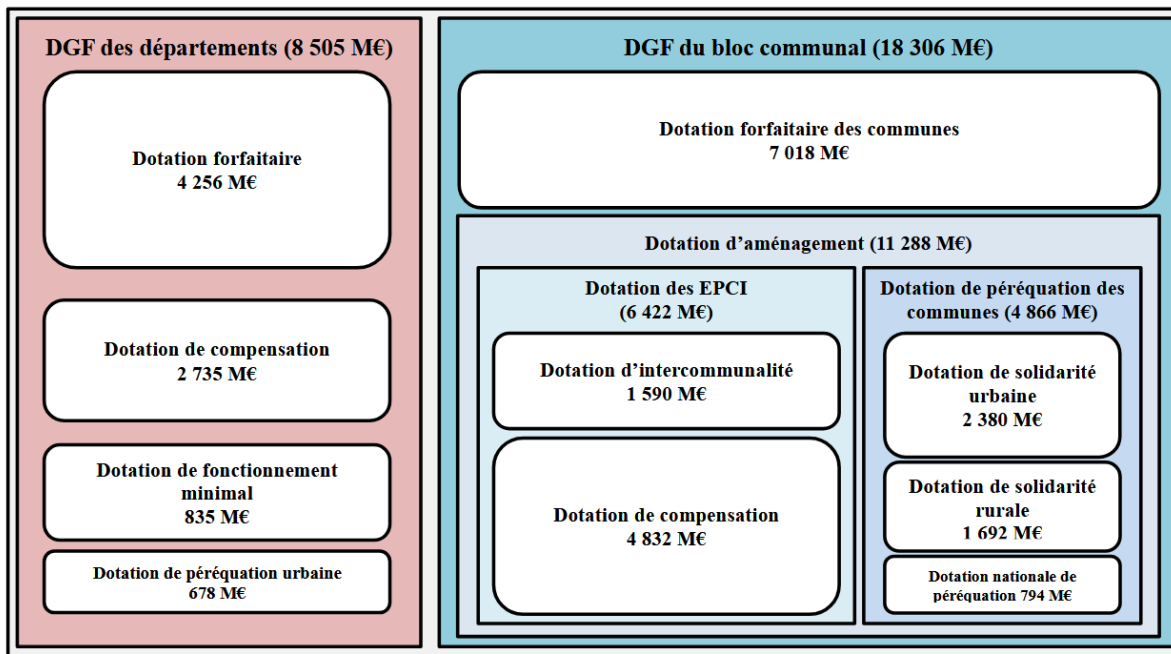 DGF des départements (8 505 M€)
Dotation forfaitaire
4 256 M€
Dotation de compensation
2 735 M€
Dotation de fonctionnement
minimal
835 M€
Dotation de péréquation urbaine
678 M€
DGF du bloc communal (18 306 M€)
Dotation forfaitaire des communes
7 018 M€
Dotation d'aménagement (11 288 M€)
Dotation des EPCI
(6 422 M€)
Dotation d'intercommunalité
1 590 M€
Dotation de compensation
4 832 M€
Dotation de péréquation des
communes (4 866 M€)
Dotation de solidarité
urbaine
2 380 M€
Dotation de solidarité
rurale
1 692 M€
Dotation nationale de
péréquation 794 M€